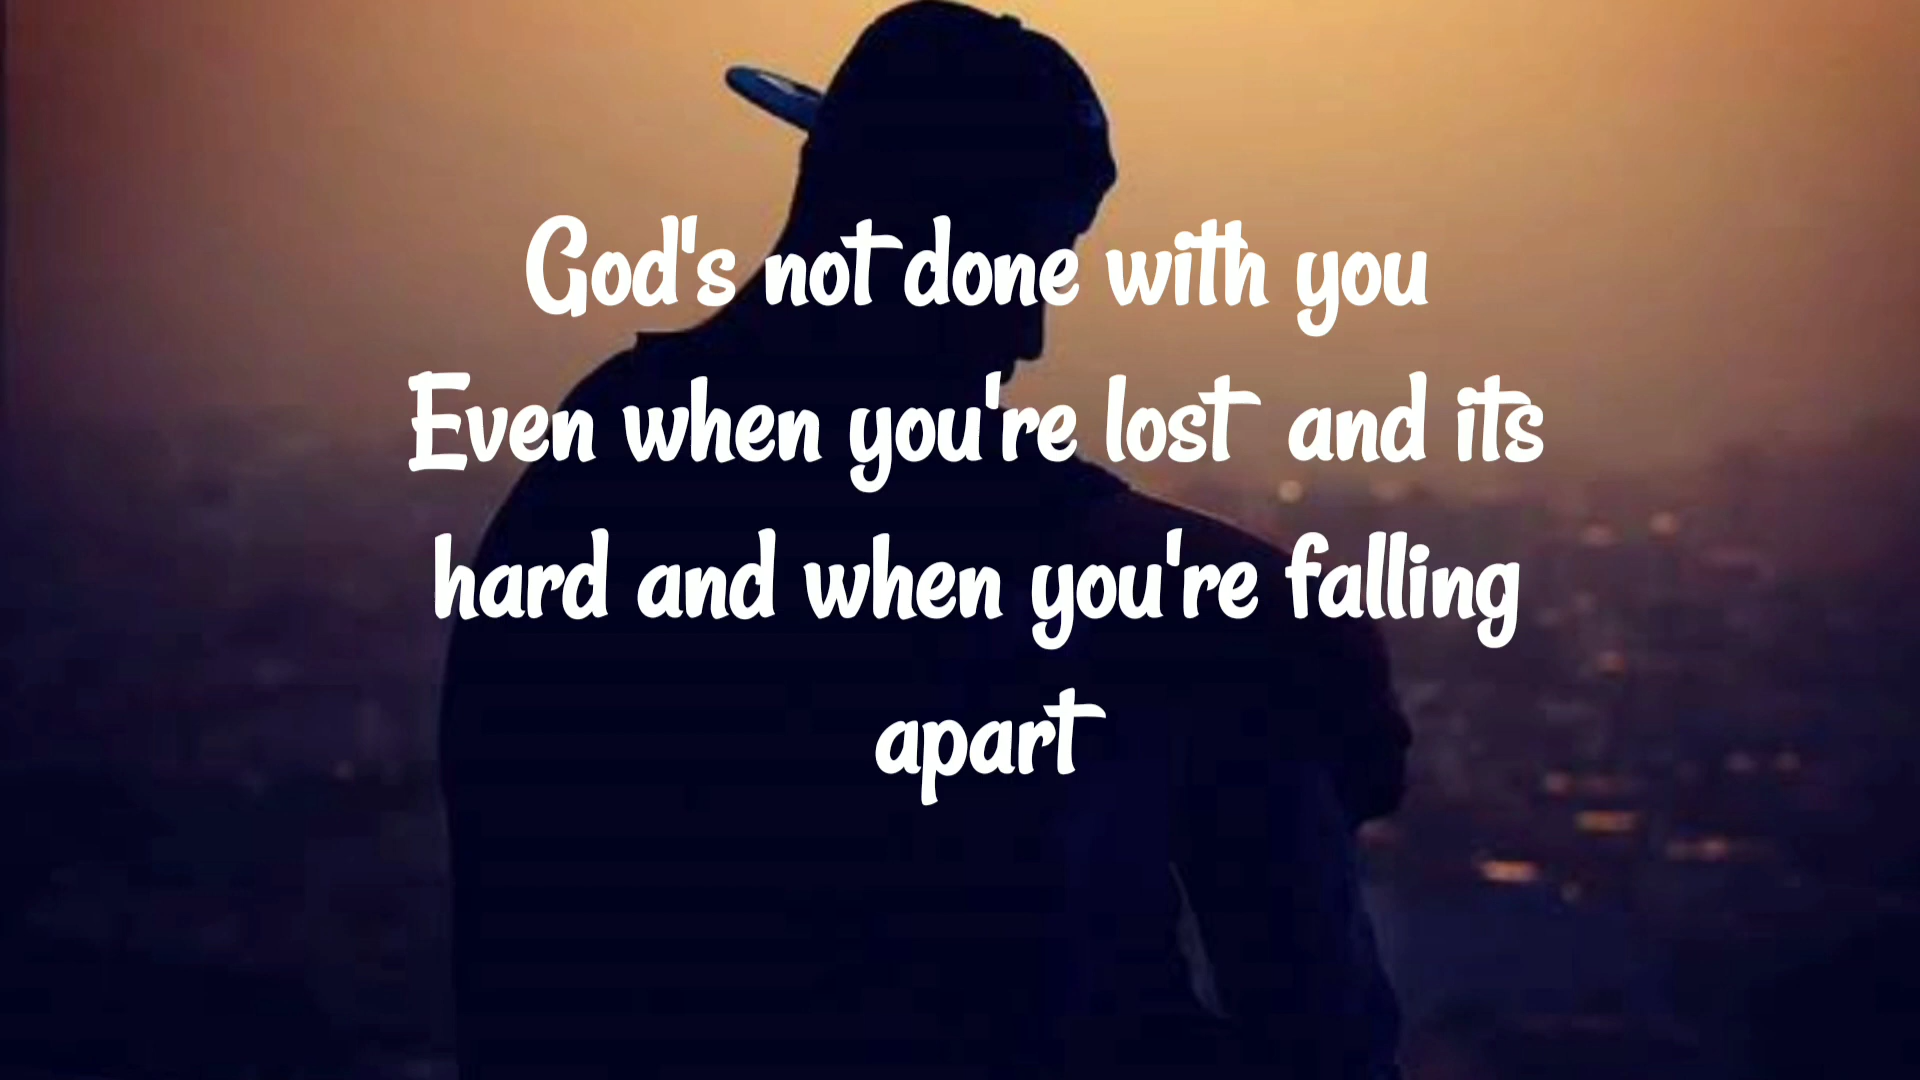 God's not done with you
Even when you're lost and its
hard and when you're falling
apart